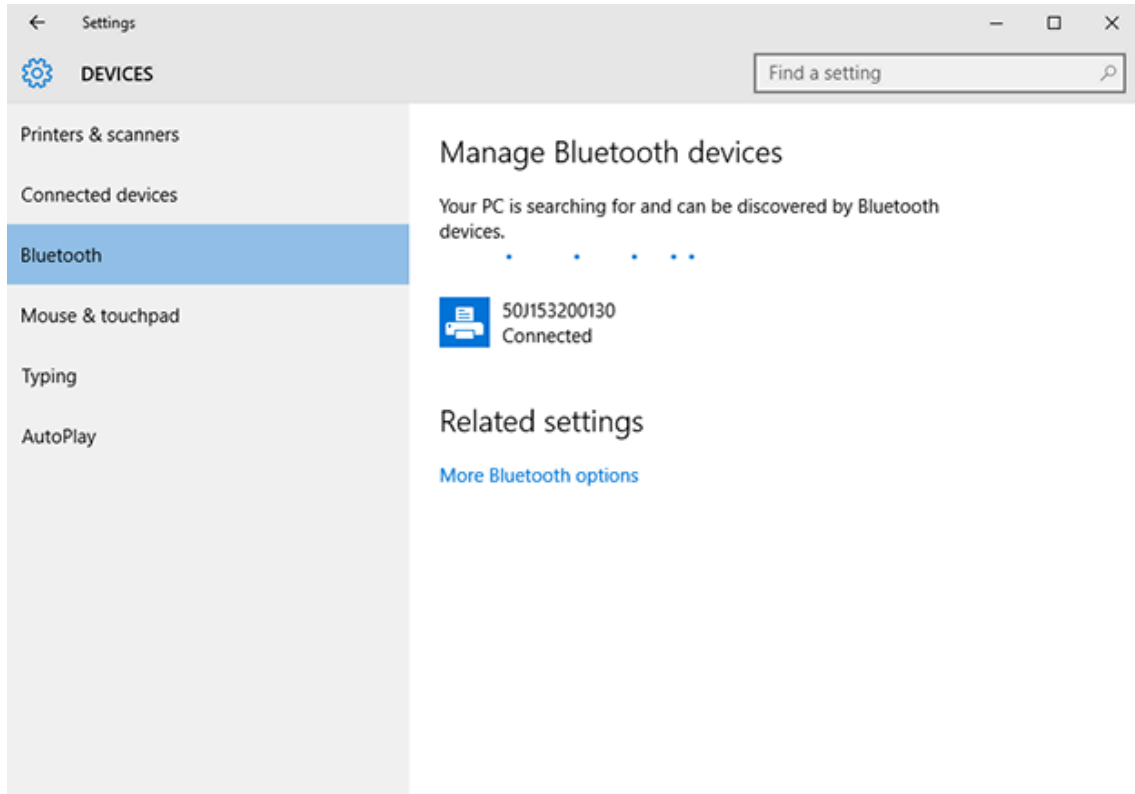 Settings
DEVICES
Find a setting
Printers & scanners
Connected devices
Bluetooth
Mouse & touchpad
Typing
AutoPlay
Manage Bluetooth devices
Your PC is searching for and can be discovered by Bluetooth
devices.
50J153200130
Connected
Related settings
More Bluetooth options